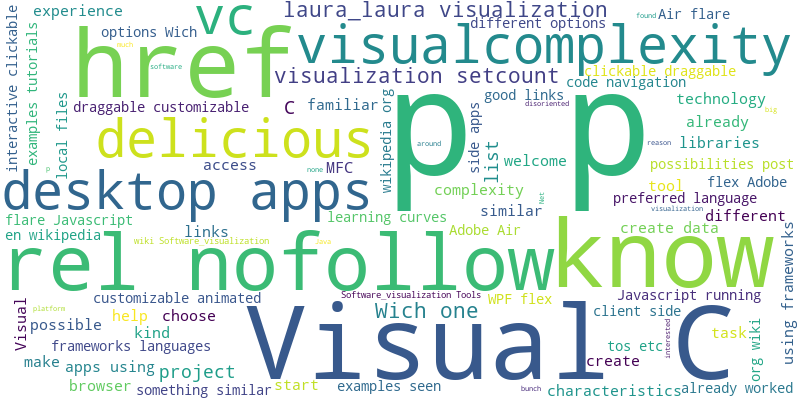 experience
vc
laura_laura visualization
different options
found
Air flare
options Wich
href
visualcomplexity
interactive clickable
examples tutorials
much
software
visualization setcount
clickable draggable
code navigation
draggable customizable
C
familiar
p
p
good links
disoriented
technology
big
local files
delicious
wikipedia org
side apps
list
already
around
reason
libraries
access
MFC
welcome
possibilities post
none
p
desktop apps
complexity
tool
flex Adobe
similar
Net
preferred language
visualization
different
flare Javascript
links
learning curves
create data
en wikipedia
wiki Software_visualization
Java
Adobe Air
rel nofollow
know
using frameworks
customizable animated
Software_visualization Tools
WPF flex
Javascript running
Visual
platform
help
choose
Visual C
Wich one
client side
possible
kind
interested
task
org wiki
frameworks languages
tos etc
make
apps using
project
create
browser
something similar
start
examples seen
bunch
characteristics
already worked